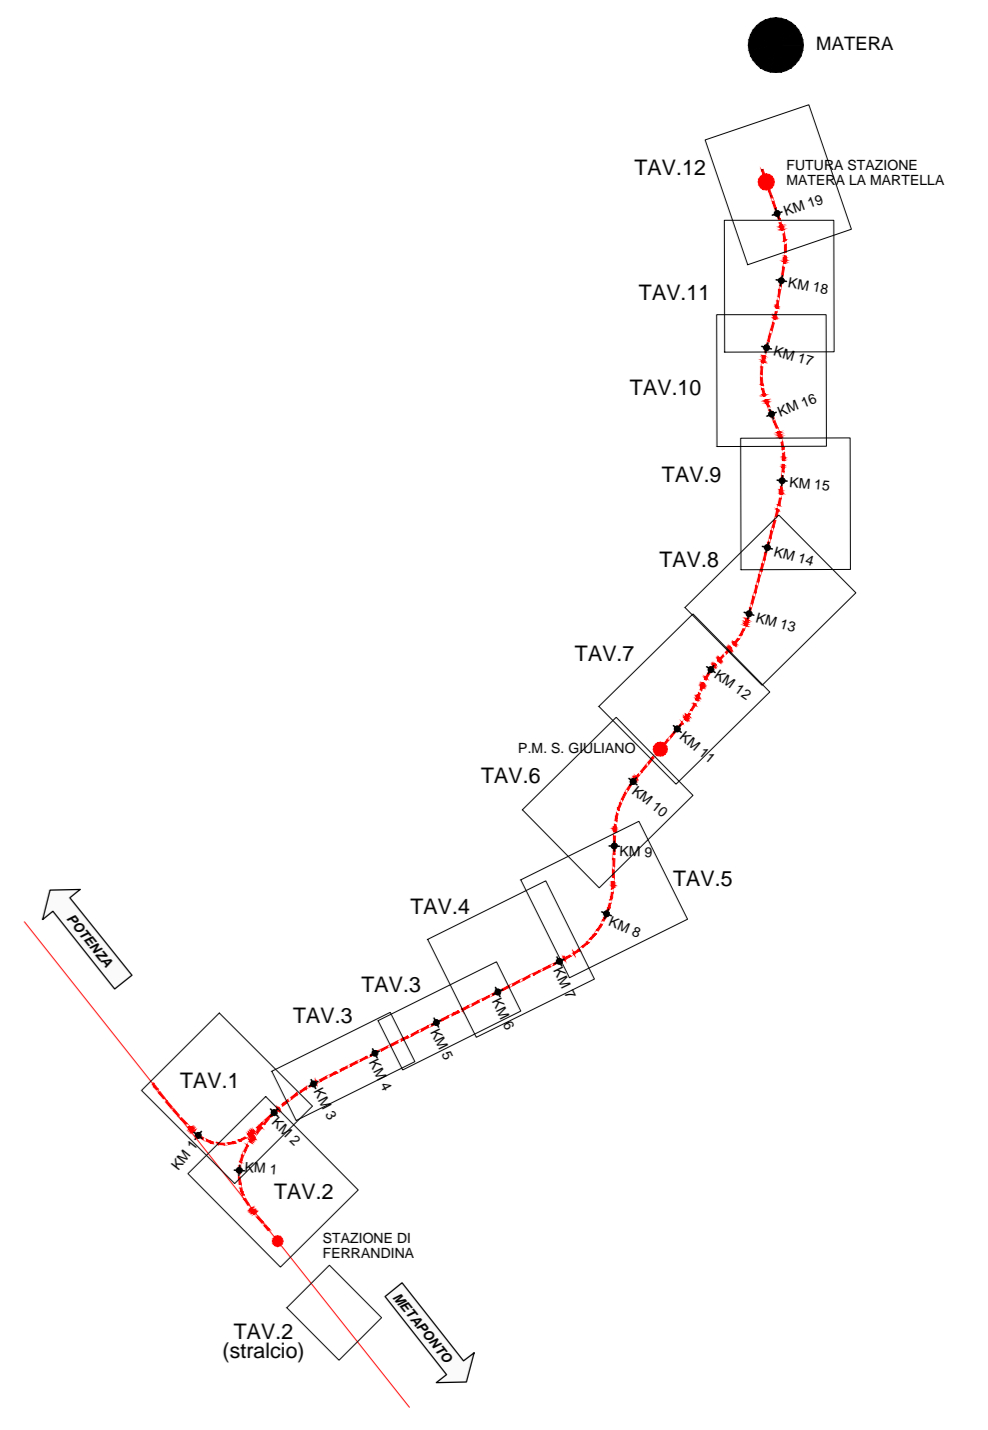 MATERA
TAV.12
FUTURA STAZIONE
MATERA LA MARTELLA
KM 19
TAV.11
KM 18
KM 17
TAV.10
KM 16
TAV.9
KM 15
TAV.8
KM 14
KM 13
TAV.7
KM 12
P.M. S. GIULIANO
KM 11
TAV.6
KM 10
KM 9
TAV.5
TAV.4
KM 8
POTENZA
TAV.3
KM 7
TAV.3
KM 6
KM 5
KM 4
TAV.1
KM 3
KM 2
KM 1
KM 1
TAV.2
STAZIONE DI
FERRANDINA
METAPONTO
TAV.2
(stralcio)